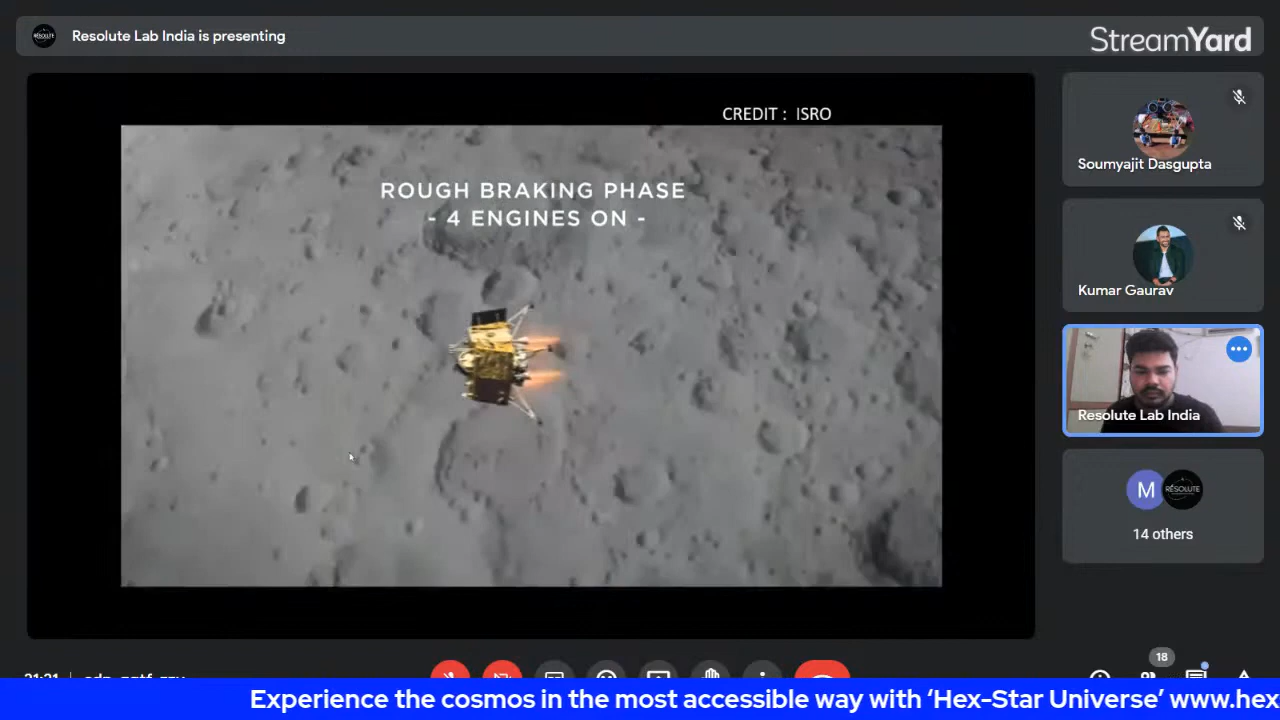 Resolute Lab India is presenting
StreamYard
CREDIT : ISRO
ROUGH BRAKING PHASE
- 4 ENGINES ON -
Soumyajit Dasgupta
Kumar Gaurav
Resolute Lab India
M
RÉSOLUTE
14 others
18
Experience the cosmos in the most accessible way with ‘Hex-Star Universe’ www.hex